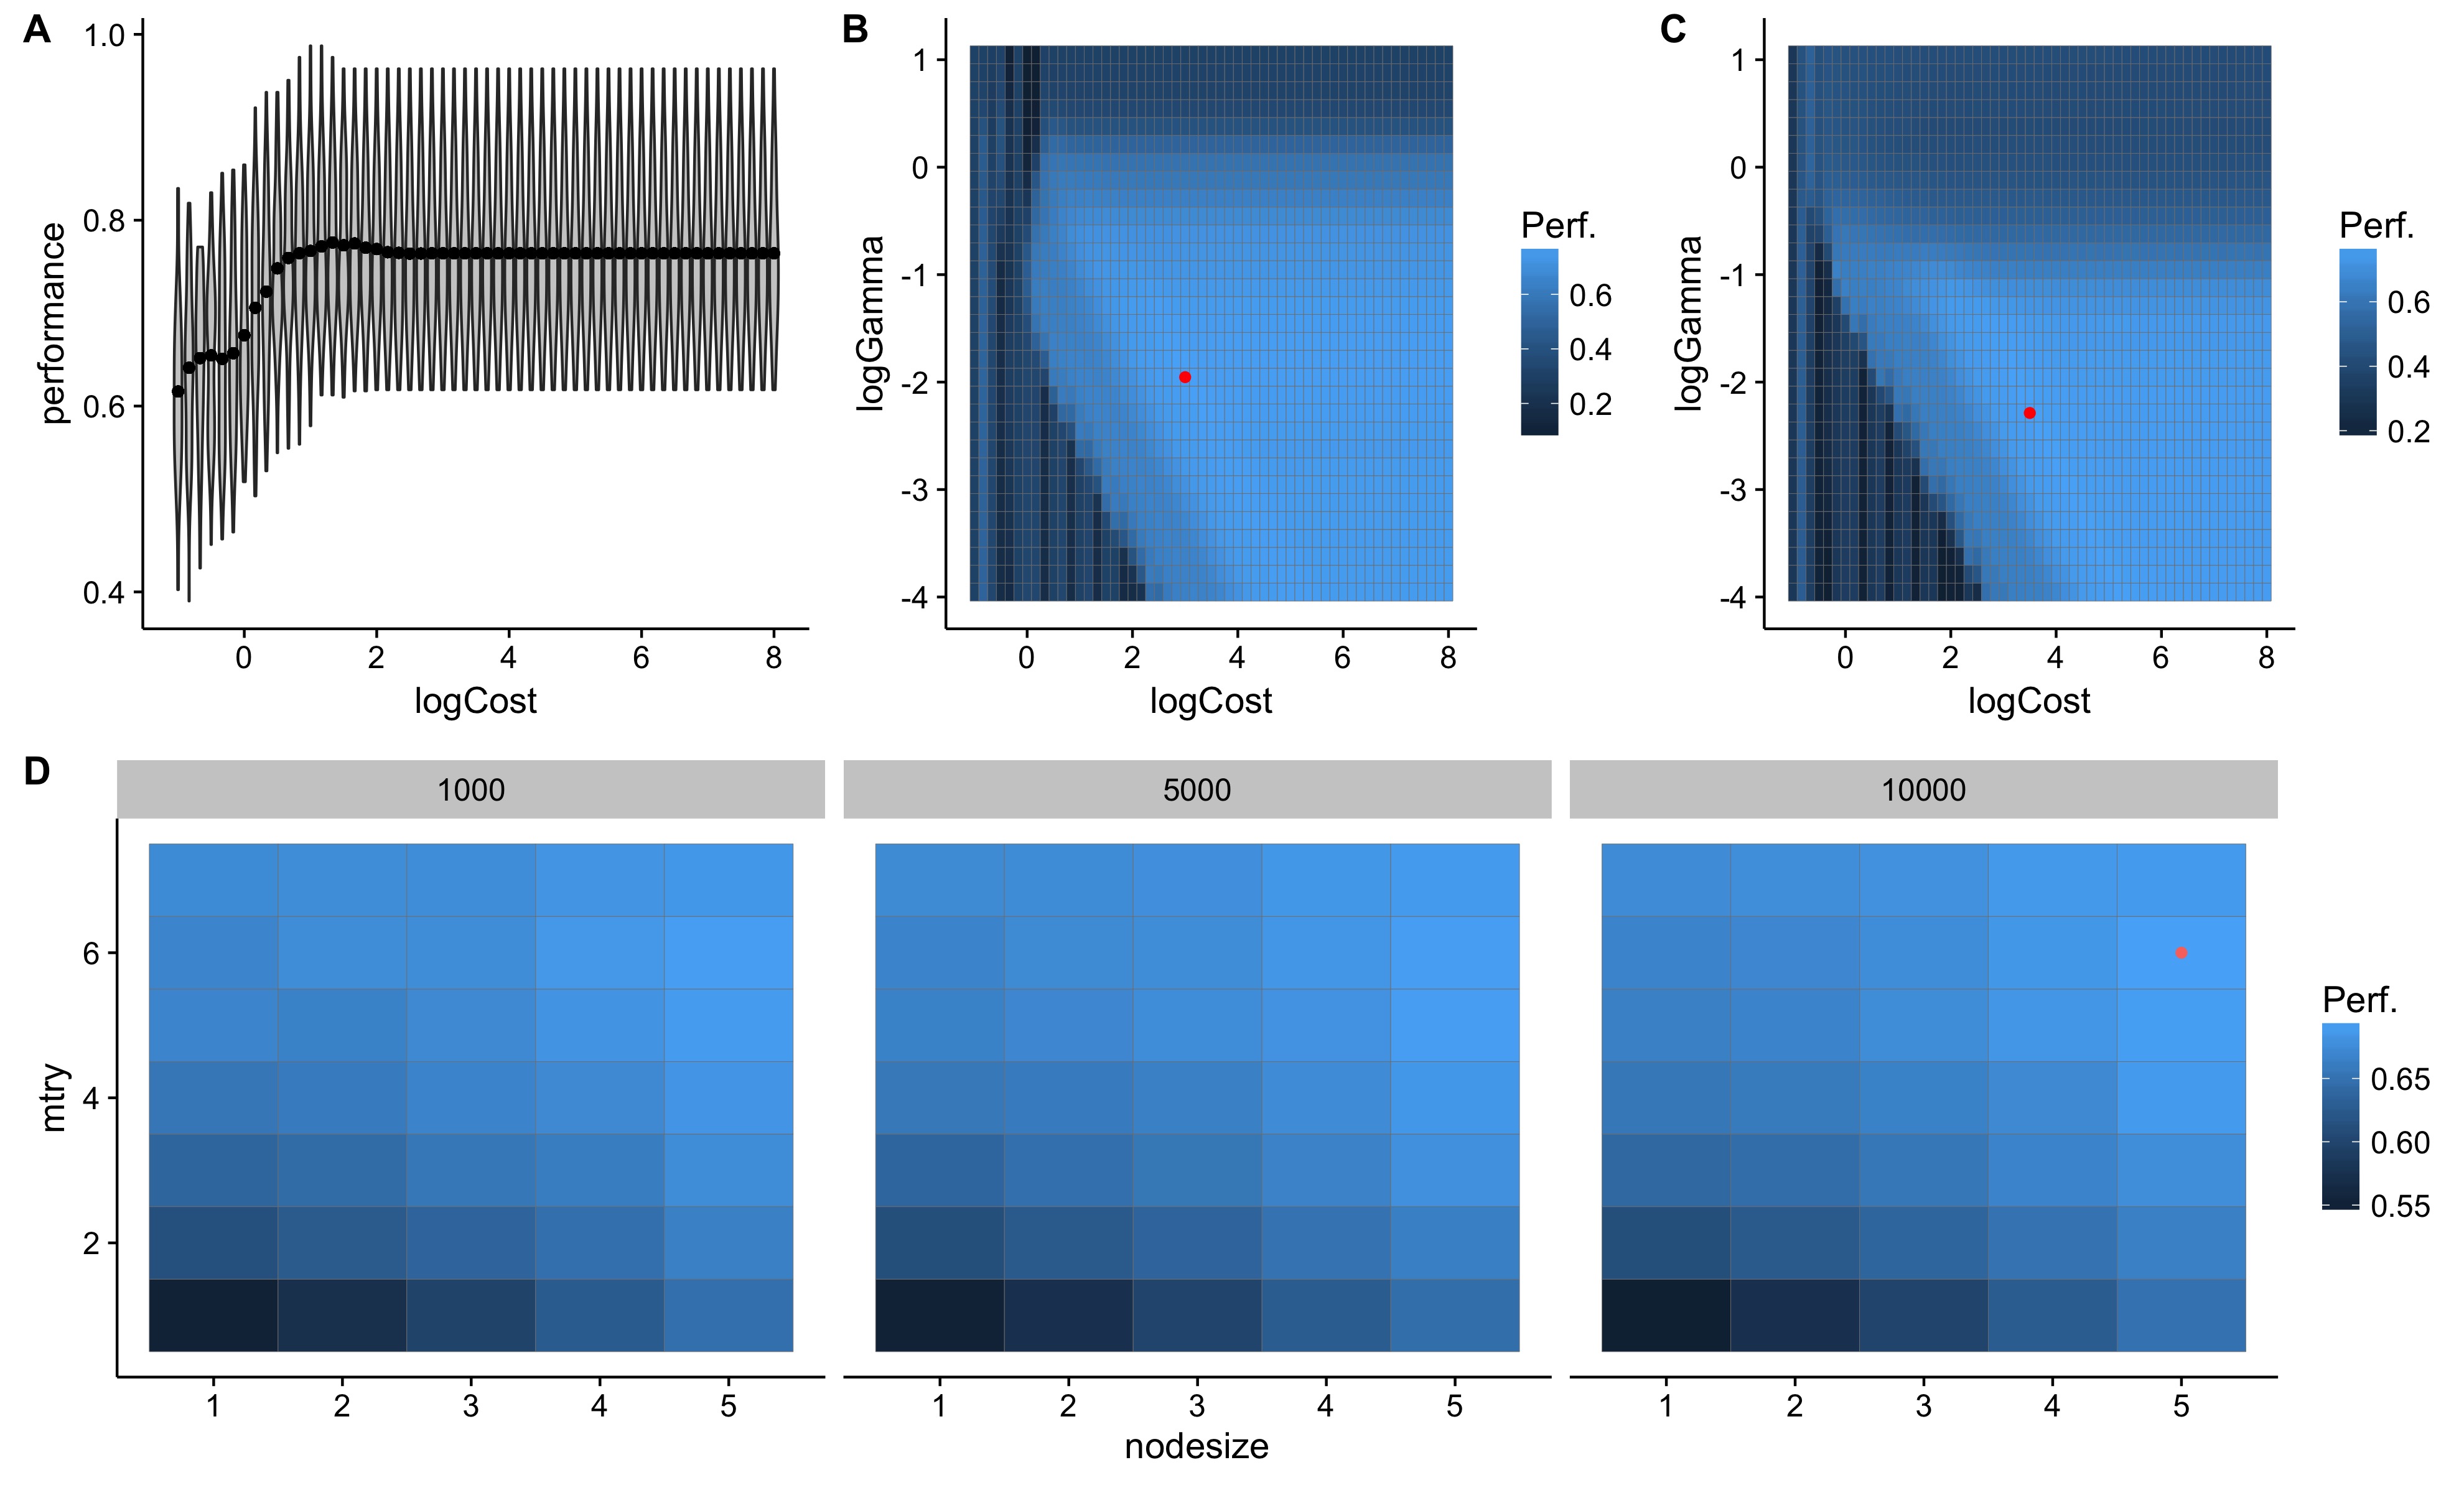 A
1.0
0.8
0.6
0.4
performance
0 2 4 6 8
logCost
B
1
0
-1
-2
-3
-4
logGamma
0 2 4 6 8
logCost
Perf.
0.6
0.4
0.2
C
1
0
-1
-2
-3
-4
logGamma
0 2 4 6 8
logCost
Perf.
0.6
0.4
0.2
D
1000 5000 10000
6
4
2
mtry
1 2 3 4 5 1 2 3 4 5 1 2 3 4 5
nodesize
Perf.
0.65
0.60
0.55